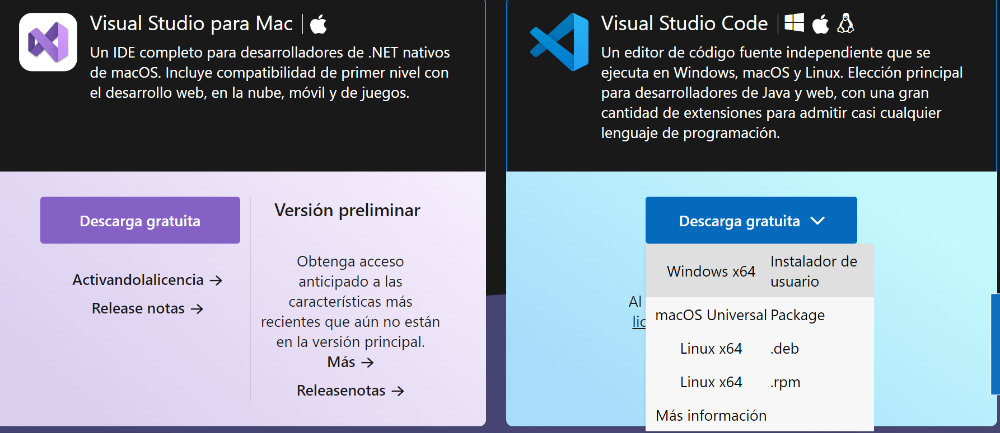 Visual Studio para Mac
Un IDE completo para desarrolladores de .NET nativos
de macOS. Incluye compatibilidad de primer nivel con
el desarrollo web, en la nube, móvil y de juegos.
Descarga gratuita
Activandolalicencia →
Release notas →
Versión preliminar
Obtenga acceso
anticipado a las
características más
recientes que aún no están
en la versión principal.
Más →
Releasenotas →
Visual Studio Code
Un editor de código fuente independiente que se
ejecuta en Windows, macOS y Linux. Elección principal
para desarrolladores de Java y web, con una gran
cantidad de extensiones para admitir casi cualquier
lenguaje de programación.
Descarga gratuita
Windows x64 Instalador de
usuario
Al
macOS Universal Package
Linux x64 .deb
Linux x64 .rpm
Más información